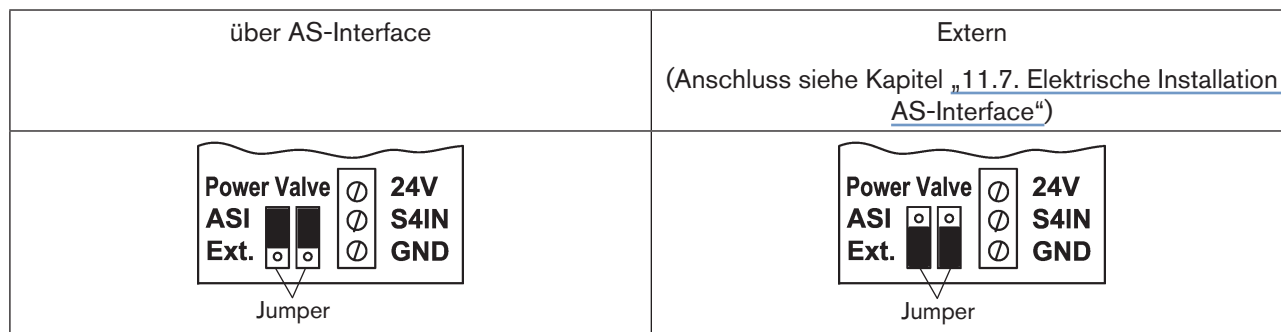 über AS-Interface
Extern
(Anschluss siehe Kapitel „11.7. Elektrische Installation
AS-Interface“)
Power Valve 24V
ASI S4IN
Ext. GND
Jumper
Power Valve 24V
ASI S4IN
Ext. GND
Jumper